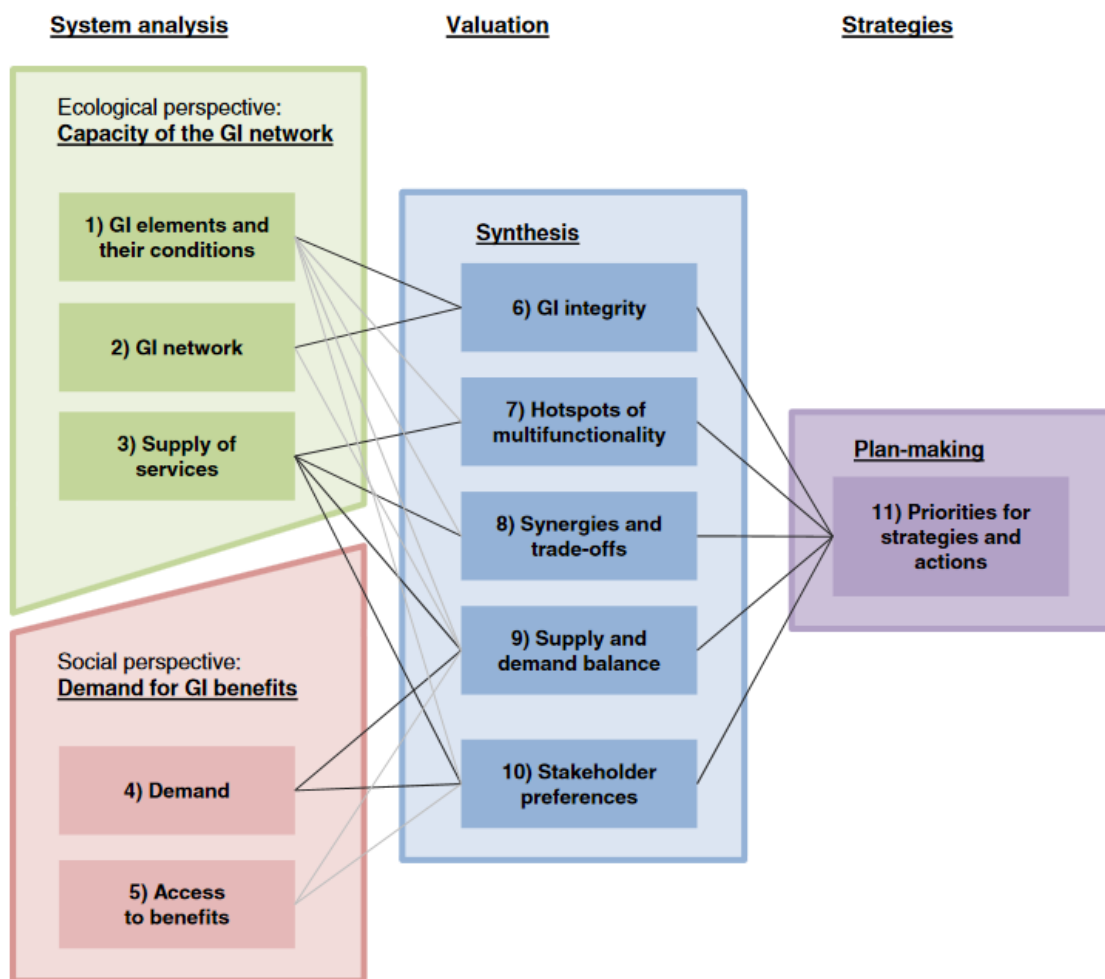 System analysis
Valuation
Strategies
Ecological perspective:
Capacity of the GI network
1) GI elements and
their conditions
2) GI network
3) Supply of
services
Social perspective:
Demand for GI benefits
4) Demand
5) Access
to benefits
Synthesis
6) GI integrity
7) Hotspots of
multifunctionality
8) Synergies and
trade-offs
9) Supply and
demand balance
10) Stakeholder
preferences
Plan-making
11) Priorities for
strategies and
actions